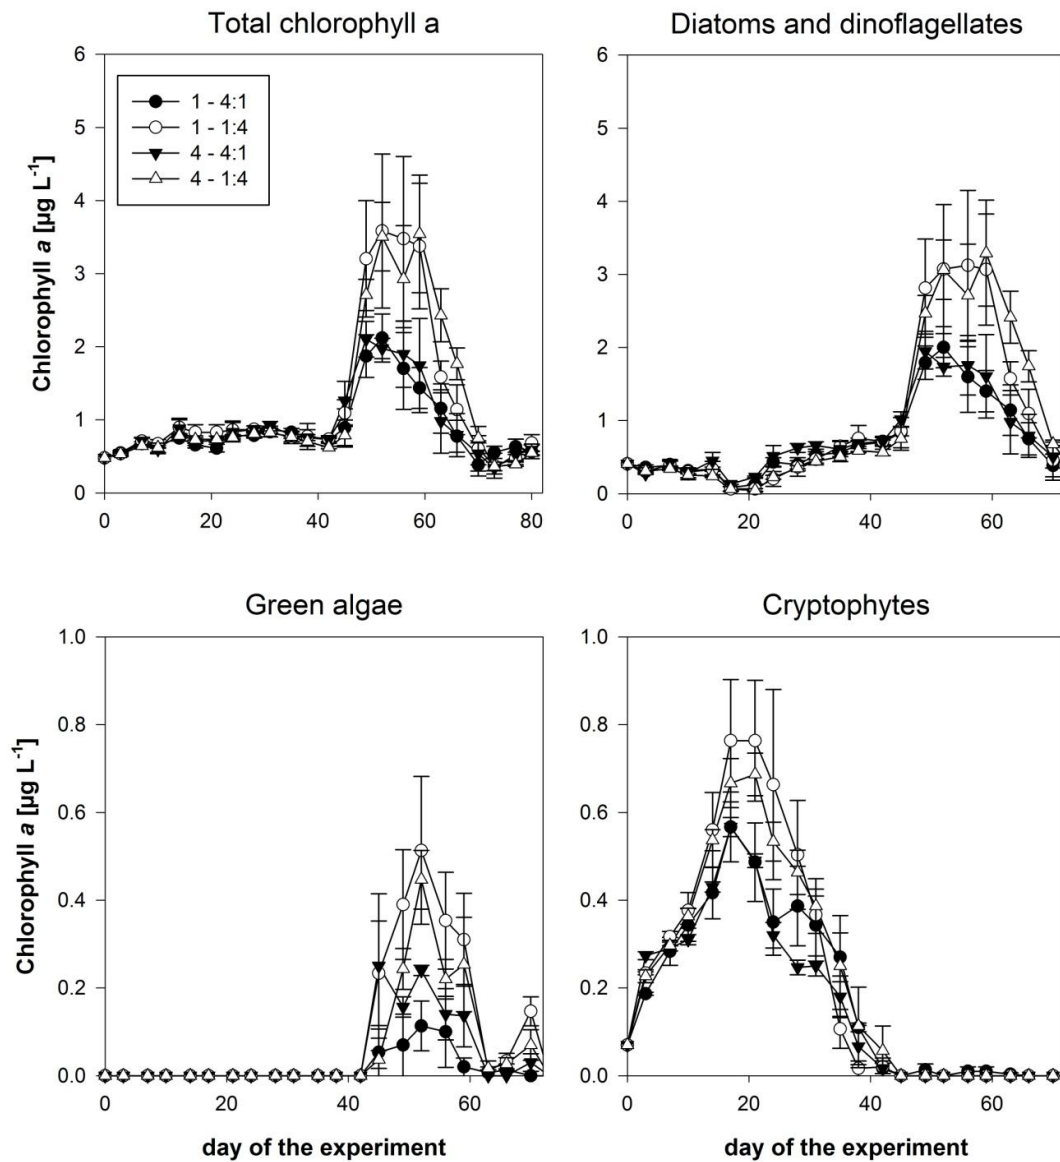 Total chlorophyll a
Diatoms and dinoflagellates
6
5
4
3
2
1
0
Chlorophyll a [µg L⁻¹]
1 - 4:1
1 - 1:4
4 - 4:1
4 - 1:4
0 20 40 60 80
6
5
4
3
2
1
0
0 20 40 60
Green algae
Cryptophytes
1.0
0.8
0.6
0.4
0.2
0.0
Chlorophyll a [µg L⁻¹]
0 20 40 60
day of the experiment
1.0
0.8
0.6
0.4
0.2
0.0
0 20 40 60
day of the experiment